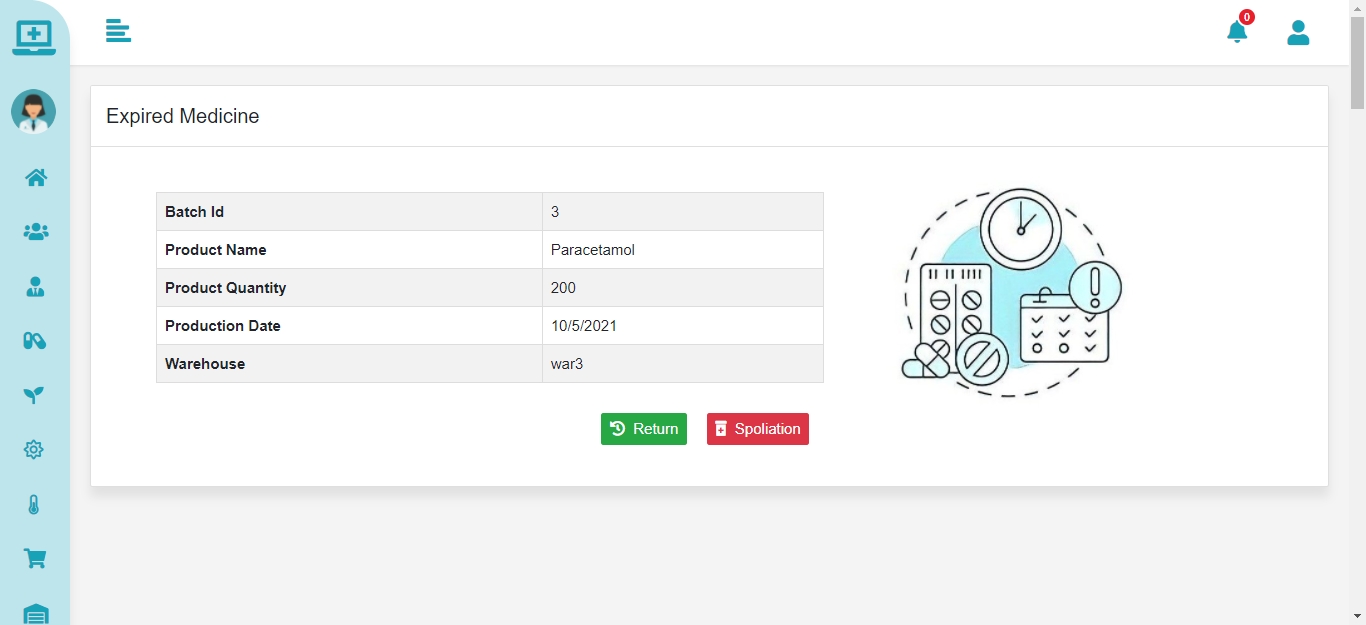 0
Expired Medicine
Batch Id 3
Product Name Paracetamol
Product Quantity 200
Production Date 10/5/2021
Warehouse war3
Return Spoliation